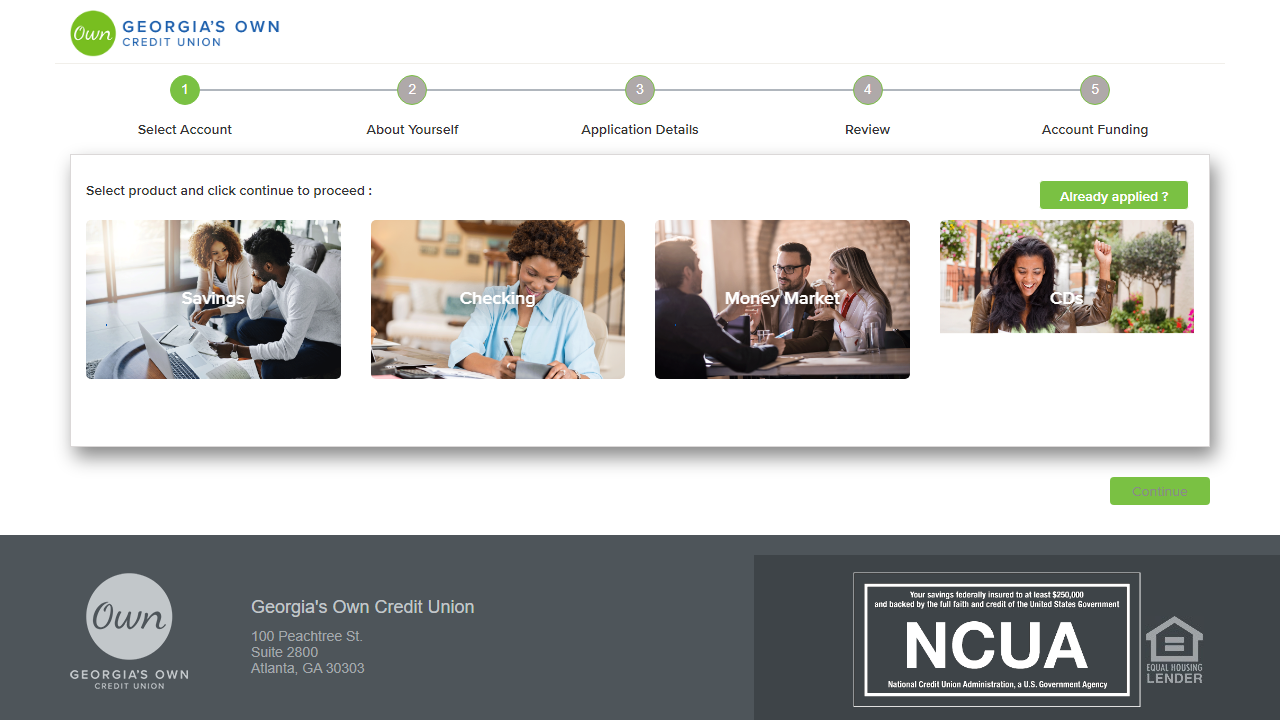 Own GEORGIA'S OWN
CREDIT UNION
1 2 3 4 5
Select Account About Yourself Application Details Review Account Funding
Select product and click continue to proceed :
Already applied ?
Savings Checking Money Market CDs
Continue
Own
GEORGIA'S OWN
CREDIT UNION
Georgia's Own Credit Union
100 Peachtree St.
Suite 2800
Atlanta, GA 30303
Your savings federally insured to at least $250,000
and backed by the full faith and credit of the United States Government
NCUA
National Credit Union Administration, a U.S. Government Agency
EQUAL HOUSING
LENDER